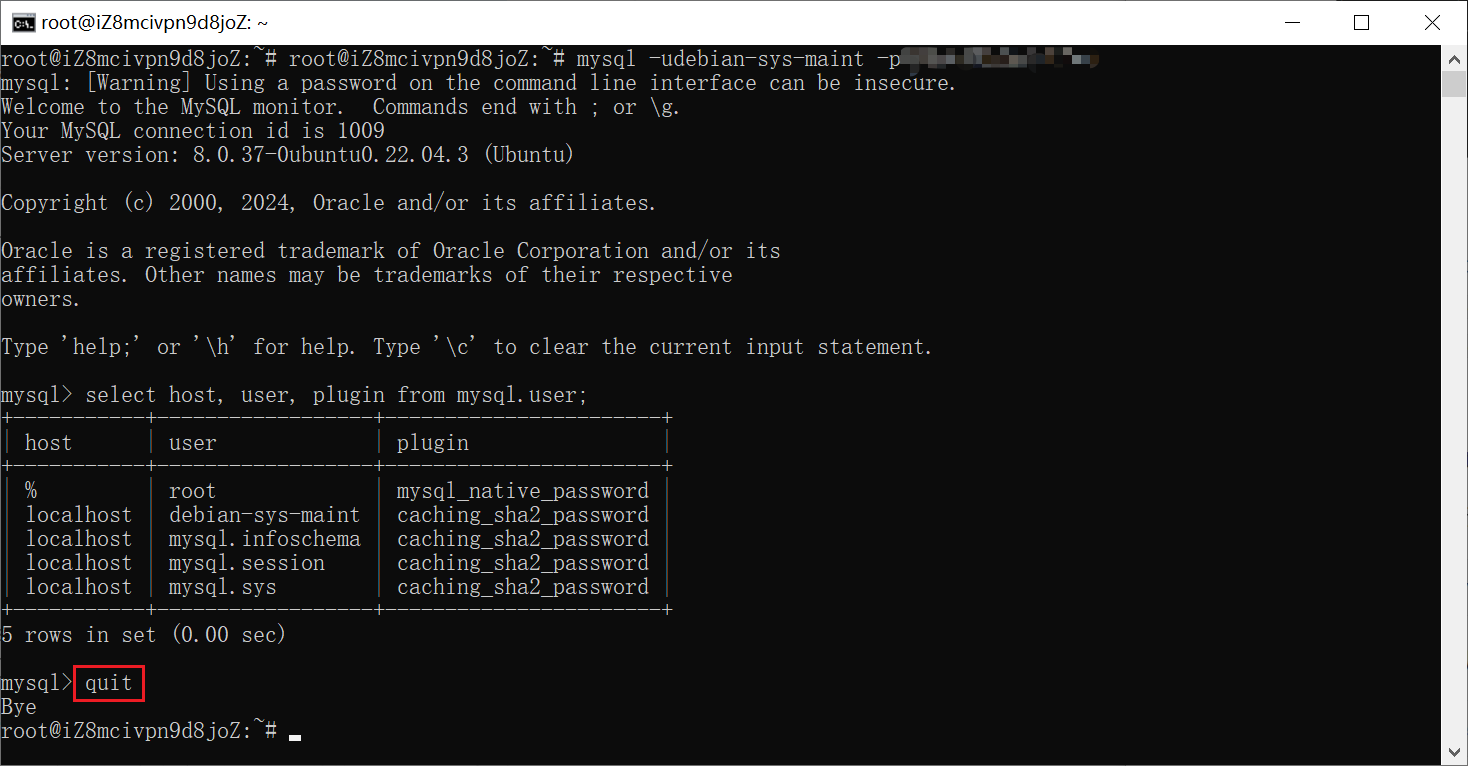 root@iZ8mcivpn9d8joZ: ~
root@iZ8mcivpn9d8joZ:~# root@iZ8mcivpn9d8joZ:~# mysql -udebian-sys-maint -p
mysql: [Warning] Using a password on the command line interface can be insecure.
Welcome to the MySQL monitor.  Commands end with ; or \g.
Your MySQL connection id is 1009
Server version: 8.0.37-0ubuntu0.22.04.3 (Ubuntu)
Copyright (c) 2000, 2024, Oracle and/or its affiliates.
Oracle is a registered trademark of Oracle Corporation and/or its
affiliates. Other names may be trademarks of their respective
owners.
Type 'help;' or '\h' for help. Type '\c' to clear the current input statement.
mysql> select host, user, plugin from mysql.user;
+-----------+------------------+-----------------------+
| host      | user             | plugin                |
+-----------+------------------+-----------------------+
| %         | root             | mysql_native_password |
| localhost | debian-sys-maint | caching_sha2_password |
| localhost | mysql.infoschema | caching_sha2_password |
| localhost | mysql.session    | caching_sha2_password |
| localhost | mysql.sys        | caching_sha2_password |
+-----------+------------------+-----------------------+
5 rows in set (0.00 sec)
mysql> quit
Bye
root@iZ8mcivpn9d8joZ:~#